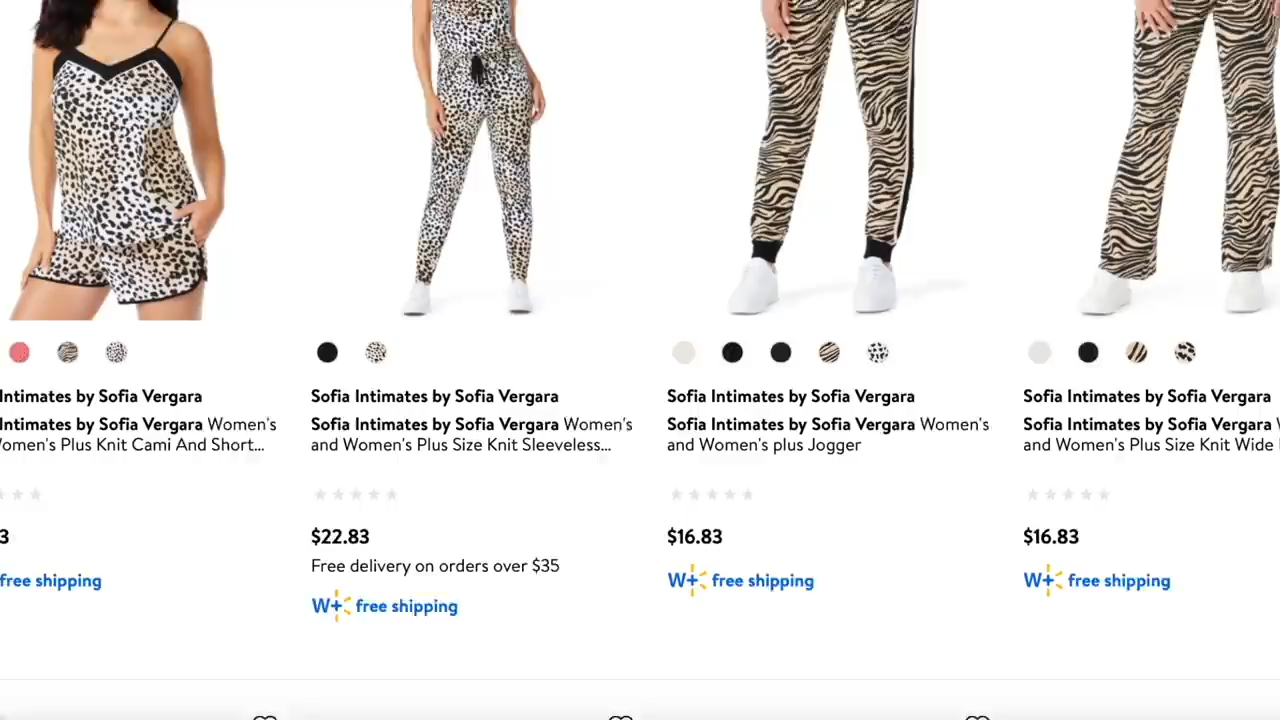 Intimates by Sofia Vergara
Intimates by Sofia Vergara Women's
Women's Plus Knit Cami And Short...
3
free shipping
Sofia Intimates by Sofia Vergara
Sofia Intimates by Sofia Vergara Women's
and Women's Plus Size Knit Sleeveless...
$22.83
Free delivery on orders over $35
W+ free shipping
Sofia Intimates by Sofia Vergara
Sofia Intimates by Sofia Vergara Women's
and Women's plus Jogger
$16.83
W+ free shipping
Sofia Intimates by Sofia Vergara
Sofia Intimates by Sofia Vergara
and Women's Plus Size Knit Wide
$16.83
W+ free shipping